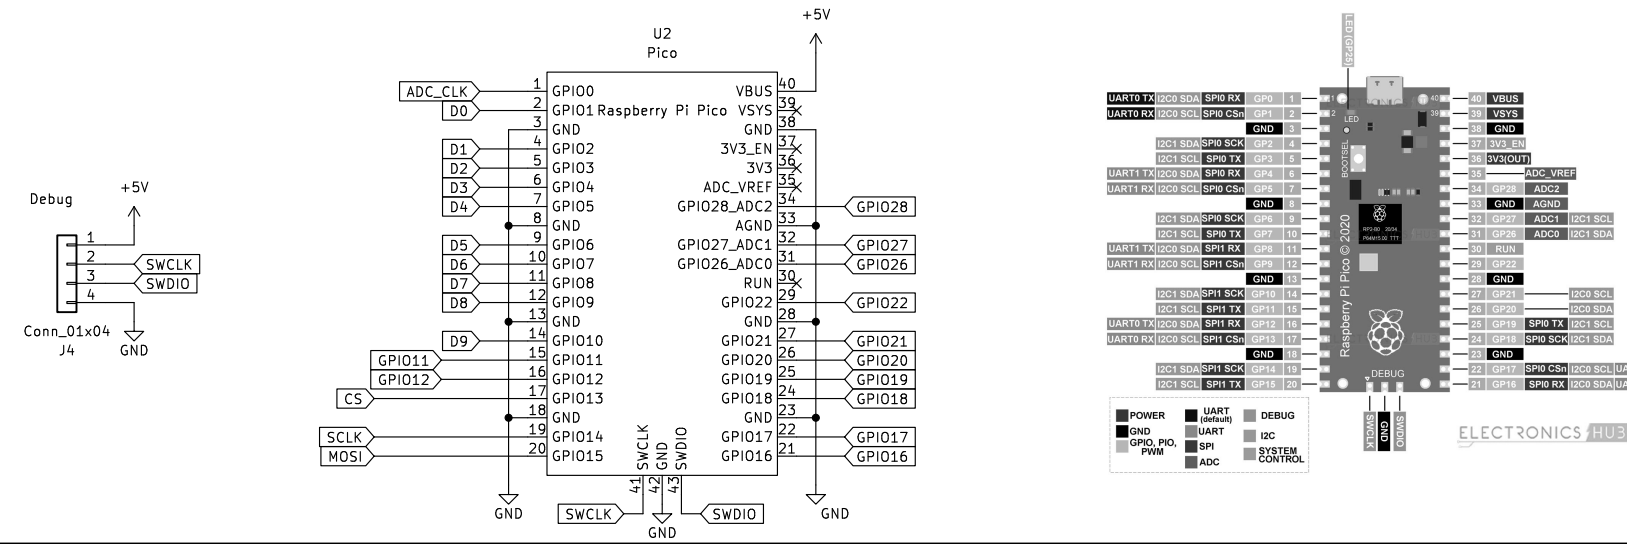 Debug
+5V
1
2
SWCLK
3
SWDIO
4
Conn_01x04
J4
GND
+5V
U2
Pico
Raspberry Pi Pico
ADC_CLK 1 GPIO0
D0 2 GPIO1
3 GND
D1 4 GPIO2
D2 5 GPIO3
D3 6 GPIO4
D4 7 GPIO5
8 GND
D5 9 GPIO6
D6 10 GPIO7
D7 11 GPIO8
D8 12 GPIO9
13 GND
D9 14 GPIO10
GPIO11 15 GPIO11
GPIO12 16 GPIO12
CS 17 GPIO13
18 GND
SCLK 19 GPIO14
MOSI 20 GPIO15
VBUS 40
VSYS 39
GND 38
3V3_EN 37
3V3 36
ADC_VREF 35
GPIO28_ADC2 34 GPIO28
AGND 33
GPIO27_ADC1 32 GPIO27
GPIO26_ADC0 31 GPIO26
RUN 30
GPIO22 29 GPIO22
GND 28
GPIO21 27 GPIO21
GPIO20 26 GPIO20
GPIO19 25 GPIO19
GPIO18 24 GPIO18
GND 23
GPIO17 22 GPIO17
GPIO16 21 GPIO16
SWCLK GND SWDIO
41 42 43
GND
SWCLK
GND
SWDIO
GND
LED (GP25)
UART0 TX I2C0 SDA SPI0 RX GP0 1
UART0 RX I2C0 SCL SPI0 CSn GP1 2
GND 3
I2C1 SDA SPI0 SCK GP2 4
I2C1 SCL SPI0 TX GP3 5
UART1 TX I2C0 SDA SPI0 RX GP4 6
UART1 RX I2C0 SCL SPI0 CSn GP5 7
GND 8
I2C1 SDA SPI0 SCK GP6 9
I2C1 SCL SPI0 TX GP7 10
UART1 TX I2C0 SDA SPI1 RX GP8 11
UART1 RX I2C0 SCL SPI1 CSn GP9 12
GND 13
I2C1 SDA SPI1 SCK GP10 14
I2C1 SCL SPI1 TX GP11 15
UART0 TX I2C0 SDA SPI1 RX GP12 16
UART0 RX I2C0 SCL SPI1 CSn GP13 17
GND 18
I2C1 SDA SPI1 SCK GP14 19
I2C1 SCL SPI1 TX GP15 20
1
2
LED
40
39
BOOTSEL
Raspberry Pi Pico © 2020
DEBUG
40 VBUS
39 VSYS
38 GND
37 3V3_EN
36 3V3(OUT)
35 ADC_VREF
34 GP28 ADC2
33 GND AGND
32 GP27 ADC1 I2C1 SCL
31 GP26 ADC0 I2C1 SDA
30 RUN
29 GP22
28 GND
27 GP21 I2C0 SCL
26 GP20 I2C0 SDA
25 GP19 SPI0 TX I2C1 SCL
24 GP18 SPI0 SCK I2C1 SDA
23 GND
22 GP17 SPI0 CSn I2C0 SCL UA
21 GP16 SPI0 RX I2C0 SDA UA
SWCLK
GND
SWDIO
POWER
GND
GPIO, PIO,
PWM
UART
(default)
UART
SPI
ADC
DEBUG
I2C
SYSTEM
CONTROL
ELECTRONICS HUB